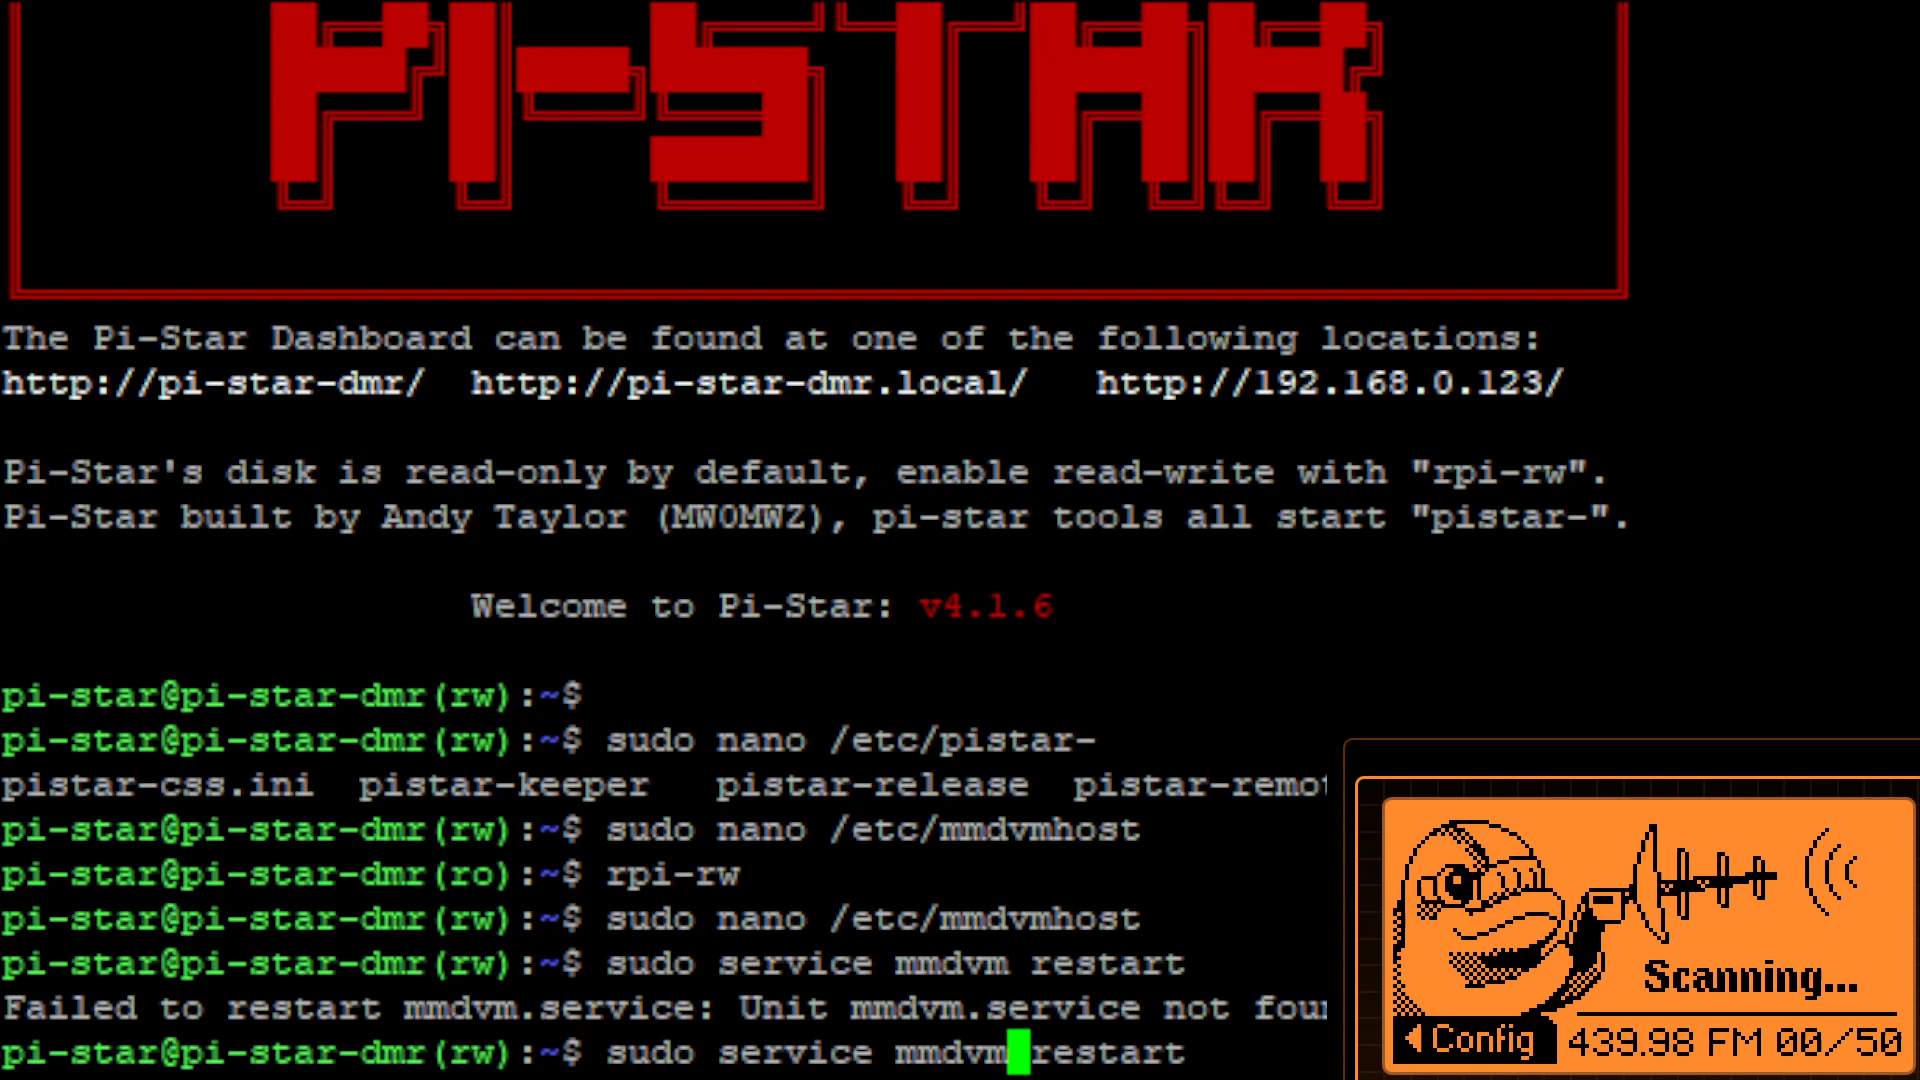 PI-STAR
The Pi-Star Dashboard can be found at one of the following locations:
http://pi-star-dmr/  http://pi-star-dmr.local/   http://192.168.0.123/
Pi-Star's disk is read-only by default, enable read-write with "rpi-rw".
Pi-Star built by Andy Taylor (MW0MWZ), pi-star tools all start "pistar-".
Welcome to Pi-Star: v4.1.6
pi-star@pi-star-dmr(rw):~$
pi-star@pi-star-dmr(rw):~$ sudo nano /etc/pistar-
pistar-css.ini  pistar-keeper   pistar-release  pistar-remot
pi-star@pi-star-dmr(rw):~$ sudo nano /etc/mmdvmhost
pi-star@pi-star-dmr(ro):~$ rpi-rw
pi-star@pi-star-dmr(rw):~$ sudo nano /etc/mmdvmhost
pi-star@pi-star-dmr(rw):~$ sudo service mmdvm restart
Failed to restart mmdvm.service: Unit mmdvm.service not foun
pi-star@pi-star-dmr(rw):~$ sudo service mmdvm restart
Scanning...
Config 439.98 FM 00/50